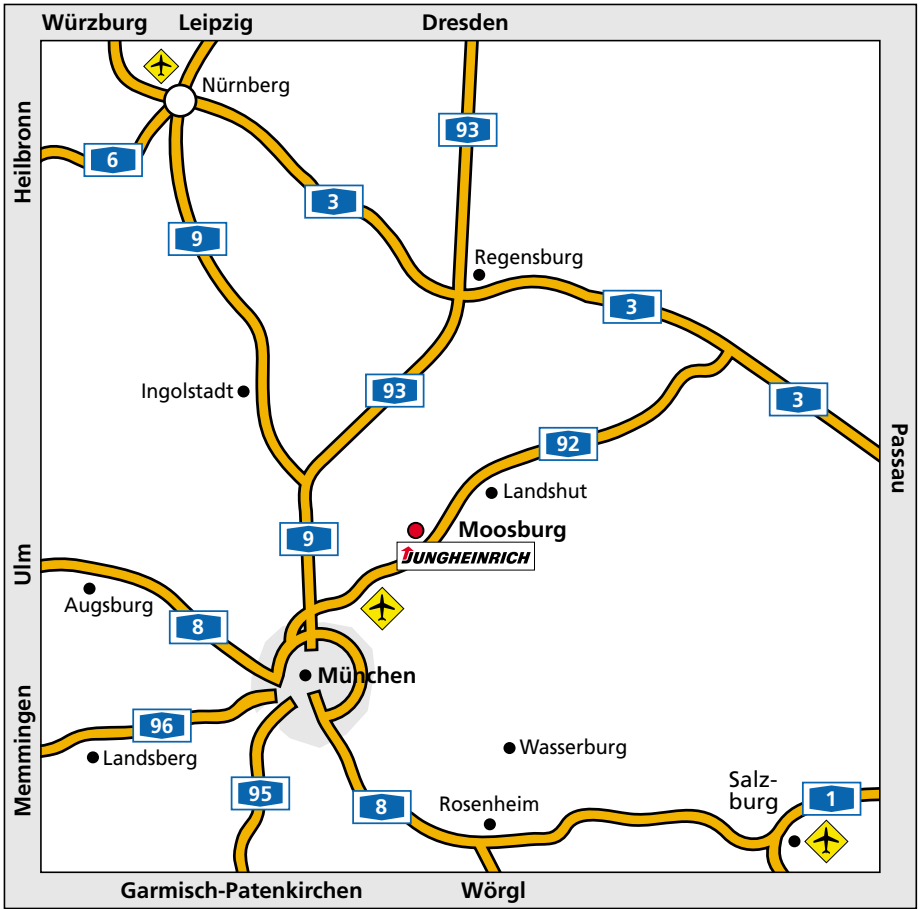 Würzburg
Leipzig
Dresden
Nürnberg
Heilbronn
93
6
3
9
Regensburg
3
Ingolstadt
93
3
92
Passau
Landshut
Moosburg
9
JUNGHEINRICH
Ulm
Augsburg
8
München
Memmingen
96
Landsberg
Wasserburg
95
8
Rosenheim
Salz-
burg
1
Garmisch-Patenkirchen
Wörgl